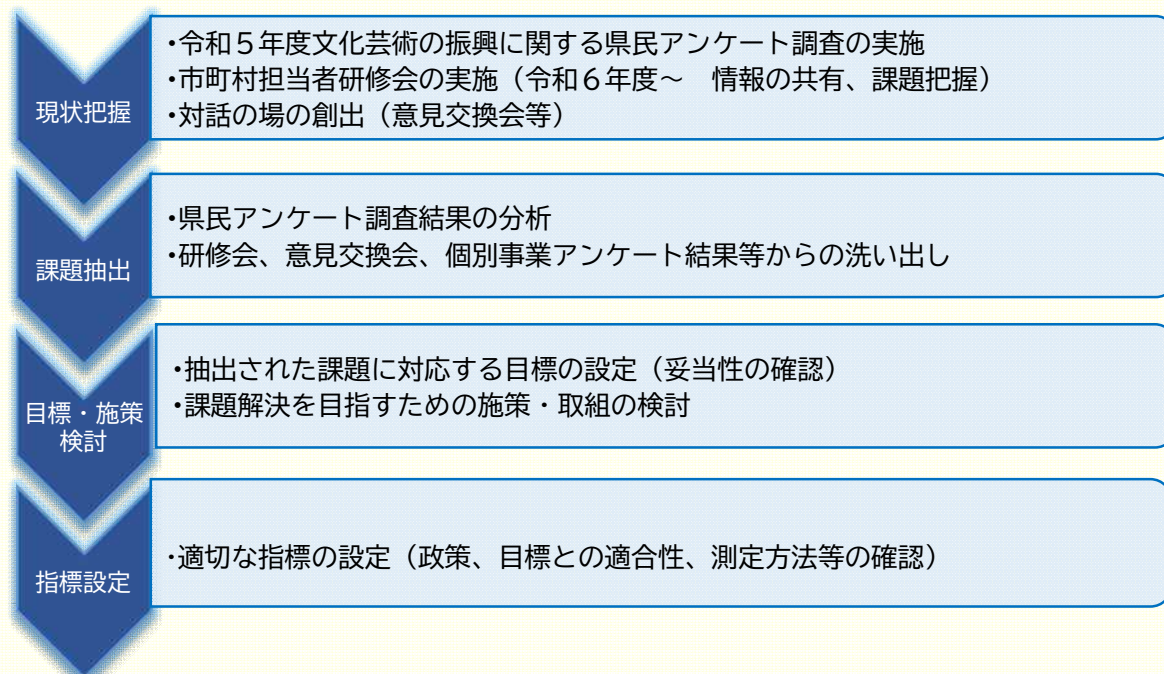 現状把握
・令和５年度文化芸術の振興に関する県民アンケート調査の実施
・市町村担当者研修会の実施（令和６年度～　情報の共有、課題把握）
・対話の場の創出（意見交換会等）
課題抽出
・県民アンケート調査結果の分析
・研修会、意見交換会、個別事業アンケート結果等からの洗い出し
目標・施策
検討
・抽出された課題に対応する目標の設定（妥当性の確認）
・課題解決を目指すための施策・取組の検討
指標設定
・適切な指標の設定（政策、目標との適合性、測定方法等の確認）